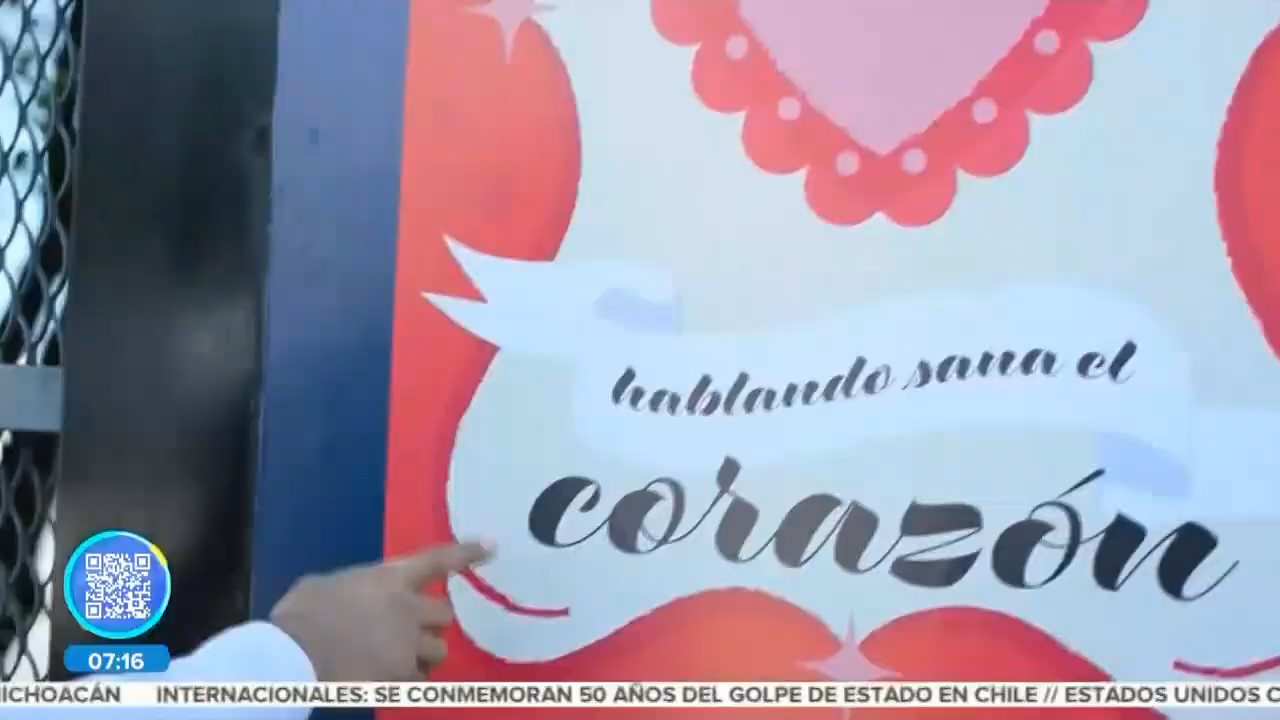 hablando sana el
corazón
07:16
ICHOACÁN INTERNACIONALES: SE CONMEMORAN 50 AÑOS DEL GOLPE DE ESTADO EN CHILE // ESTADOS UNIDOS